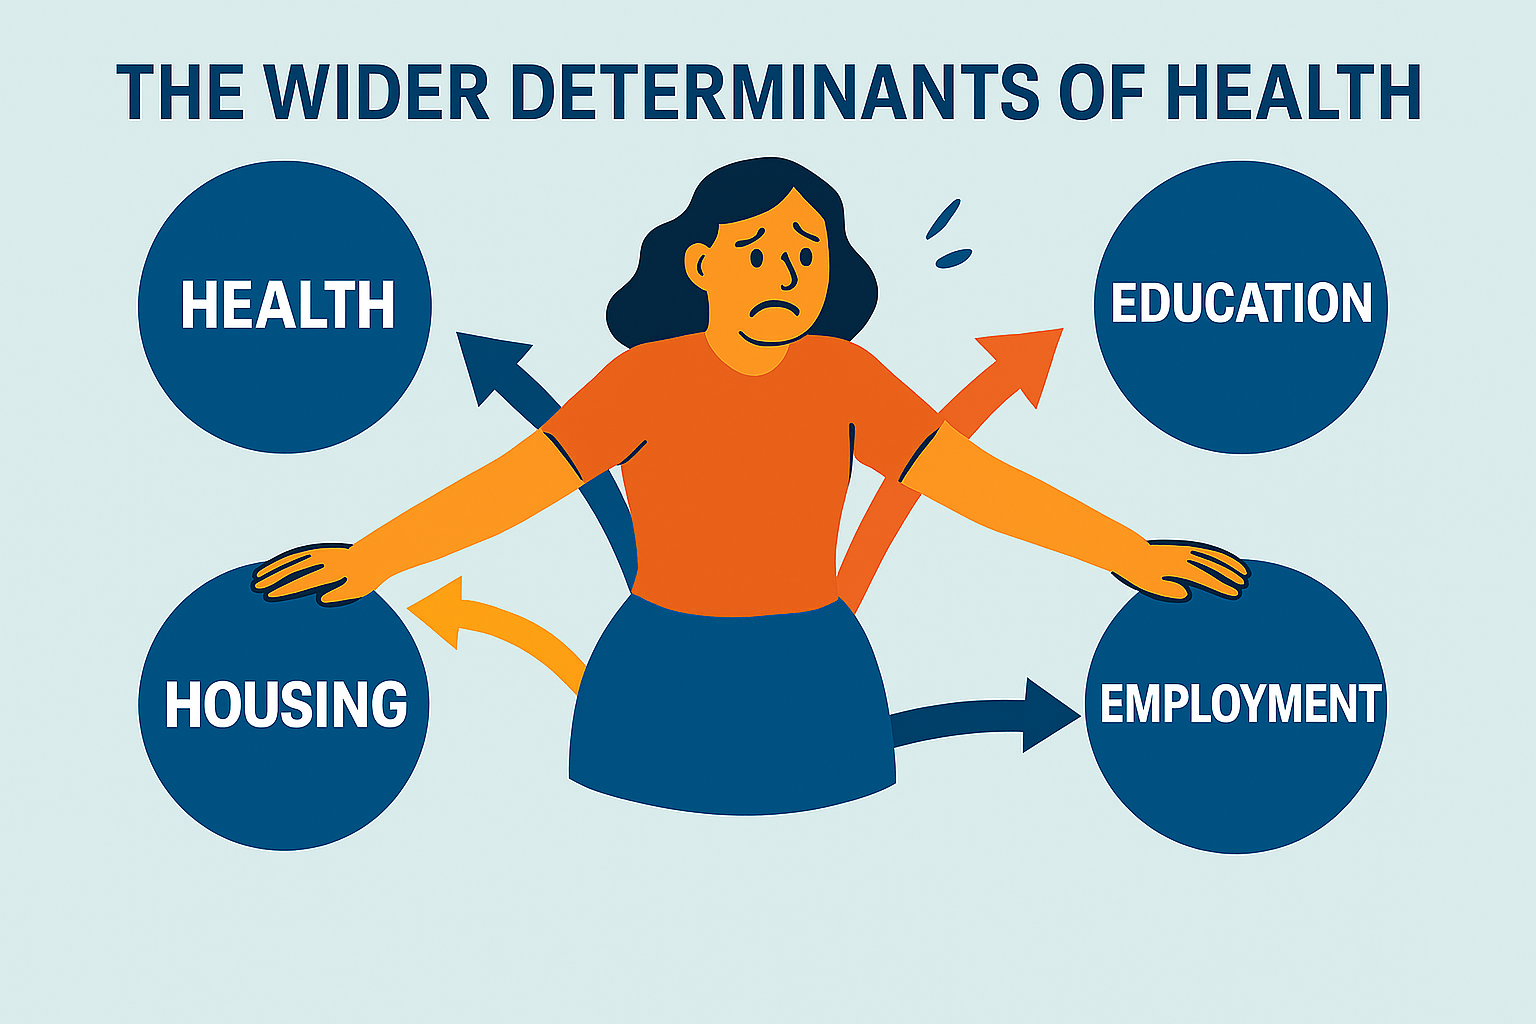 THE WIDER DETERMINANTS OF HEALTH
HEALTH
EDUCATION
HOUSING
EMPLOYMENT